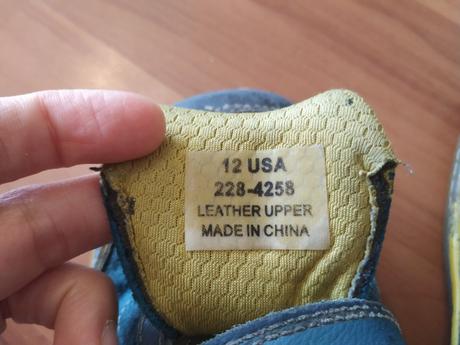 12 USA
228-4258
LEATHER UPPER
MADE IN CHINA